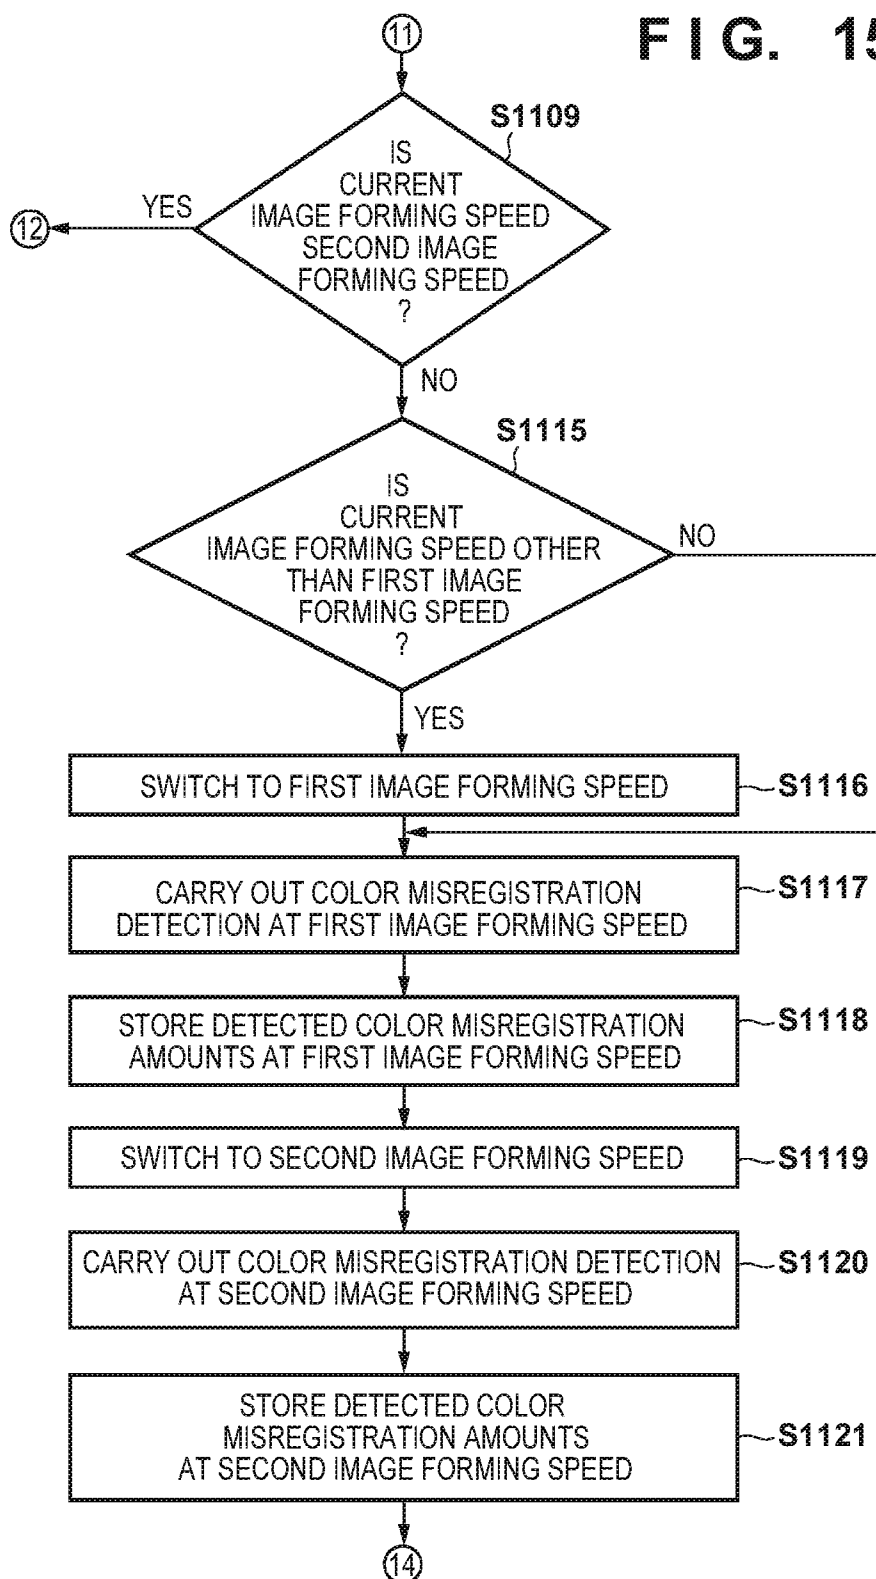 11
F I G. 15
S1109
IS
CURRENT
IMAGE FORMING SPEED
SECOND IMAGE
FORMING SPEED
?
YES
12
NO
S1115
IS
CURRENT
IMAGE FORMING SPEED OTHER
THAN FIRST IMAGE
FORMING SPEED
?
NO
YES
SWITCH TO FIRST IMAGE FORMING SPEED
S1116
CARRY OUT COLOR MISREGISTRATION
DETECTION AT FIRST IMAGE FORMING SPEED
S1117
STORE DETECTED COLOR MISREGISTRATION
AMOUNTS AT FIRST IMAGE FORMING SPEED
S1118
SWITCH TO SECOND IMAGE FORMING SPEED
S1119
CARRY OUT COLOR MISREGISTRATION DETECTION
AT SECOND IMAGE FORMING SPEED
S1120
STORE DETECTED COLOR
MISREGISTRATION AMOUNTS
AT SECOND IMAGE FORMING SPEED
S1121
14